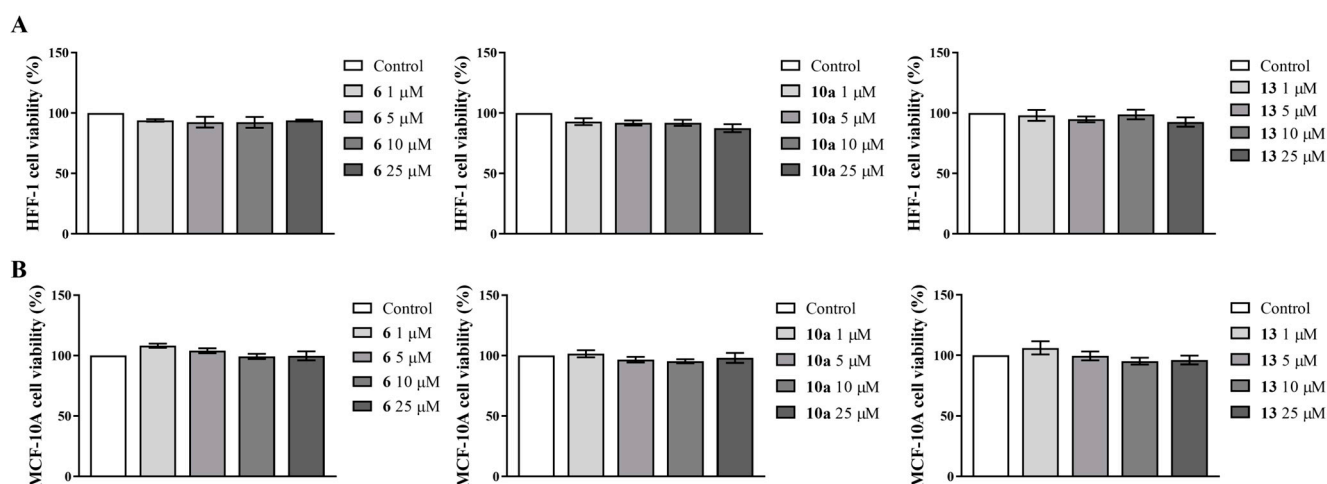 A
HFF-1 cell viability (%)
150
100
50
0
Control
6 1 μM
6 5 μM
6 10 μM
6 25 μM
HFF-1 cell viability (%)
150
100
50
0
Control
10a 1 μM
10a 5 μM
10a 10 μM
10a 25 μM
HFF-1 cell viability (%)
150
100
50
0
Control
13 1 μM
13 5 μM
13 10 μM
13 25 μM
B
MCF-10A cell viability (%)
150
100
50
0
Control
6 1 μM
6 5 μM
6 10 μM
6 25 μM
MCF-10A cell viability (%)
150
100
50
0
Control
10a 1 μM
10a 5 μM
10a 10 μM
10a 25 μM
MCF-10A cell viability (%)
150
100
50
0
Control
13 1 μM
13 5 μM
13 10 μM
13 25 μM